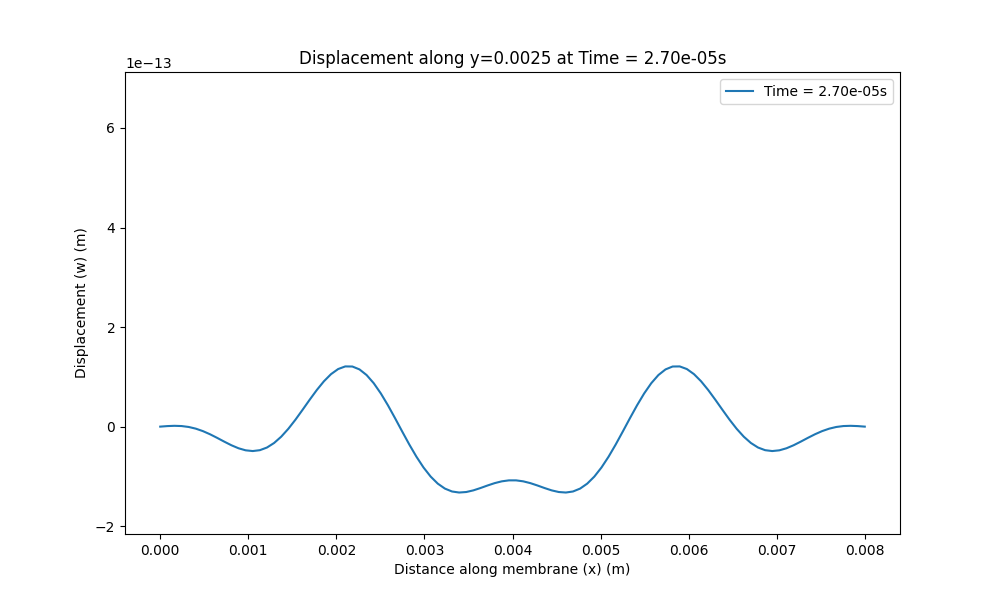 Displacement along y=0.0025 at Time = 2.70e-05s
1e−13
Time = 2.70e-05s
6
4
2
0
−2
Displacement (w) (m)
0.000 0.001 0.002 0.003 0.004 0.005 0.006 0.007 0.008
Distance along membrane (x) (m)